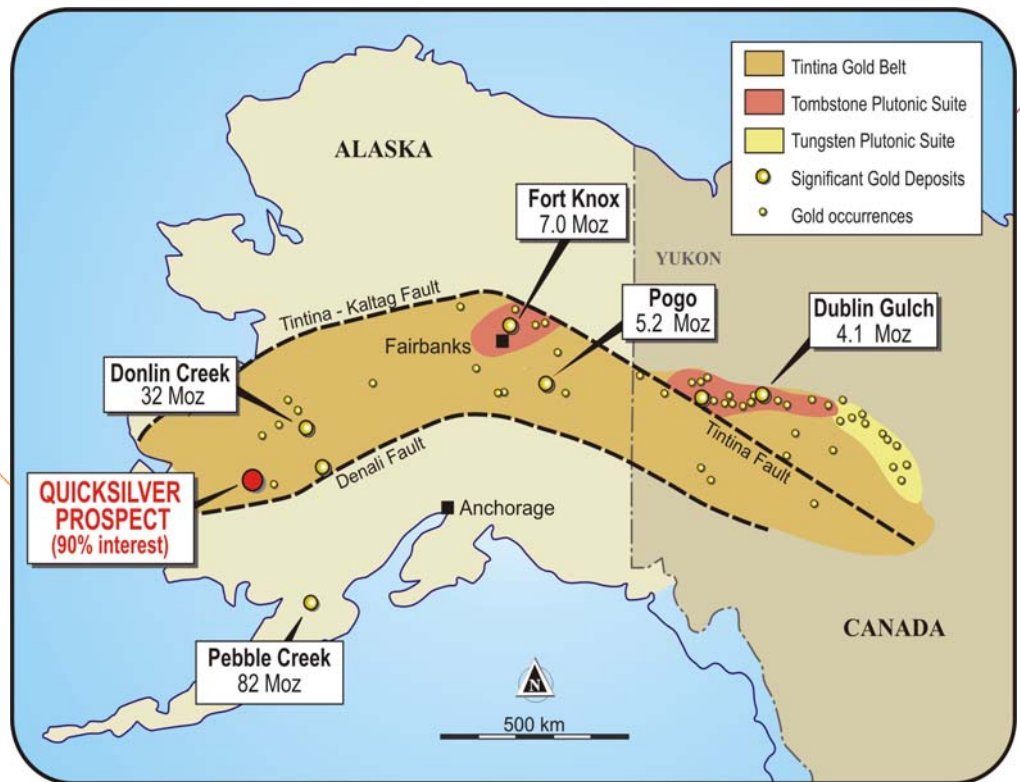 Tintina Gold Belt
Tombstone Plutonic Suite
Tungsten Plutonic Suite
Significant Gold Deposits
Gold occurrences
ALASKA
Fort Knox
7.0 Moz
YUKON
Tintina - Kaltag Fault
Pogo
5.2 Moz
Dublin Gulch
4.1 Moz
Fairbanks
Donlin Creek
32 Moz
Denali Fault
Tintina Fault
QUICKSILVER
PROSPECT
(90% interest)
Anchorage
CANADA
Pebble Creek
82 Moz
N
500 km